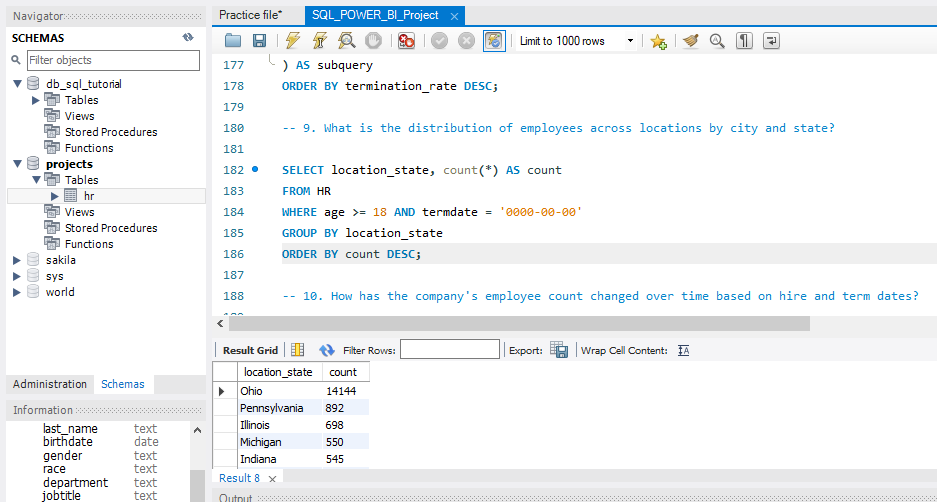 Navigator
SCHEMAS
Filter objects
db_sql_tutorial
Tables
Views
Stored Procedures
Functions
projects
Tables
hr
Views
Stored Procedures
Functions
sakila
sys
world
Administration Schemas
Information
last_name text
birthdate date
gender text
race text
department text
jobtitle text
Practice file* SQL_POWER_BI_Project
Limit to 1000 rows
177 ) AS subquery
178 ORDER BY termination_rate DESC;
179
180 -- 9. What is the distribution of employees across locations by city and state?
181
182 SELECT location_state, count(*) AS count
183 FROM HR
184 WHERE age >= 18 AND termdate = '0000-00-00'
185 GROUP BY location_state
186 ORDER BY count DESC;
187
188 -- 10. How has the company's employee count changed over time based on hire and term dates?
Result Grid Filter Rows: Export: Wrap Cell Content:
location_state count
Ohio 14144
Pennsylvania 892
Illinois 698
Michigan 550
Indiana 545
Result 8
Output